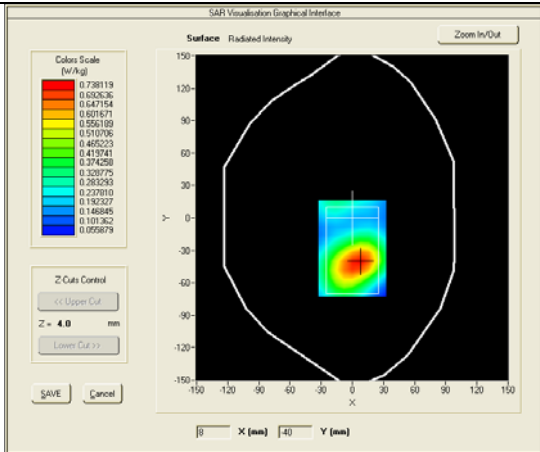 SAR Visualisation Graphical Interface
Surface Radiated Intensity
Zoom In/Out
Colors Scale
(W/kg)
0.738119
0.692636
0.647154
0.601671
0.556189
0.510706
0.465223
0.419741
0.374258
0.328775
0.283293
0.237810
0.192327
0.146845
0.101362
0.055879
150
120
90
60
30
0
-30
-60
-90
-120
-150
Y
-150 -120 -90 -60 -30 0 30 60 90 120 150
X
Z-Cuts Control
<< Upper Cut
Z = 4.0 mm
Lower Cut >>
SAVE Cancel
8 X (mm) -40 Y (mm)